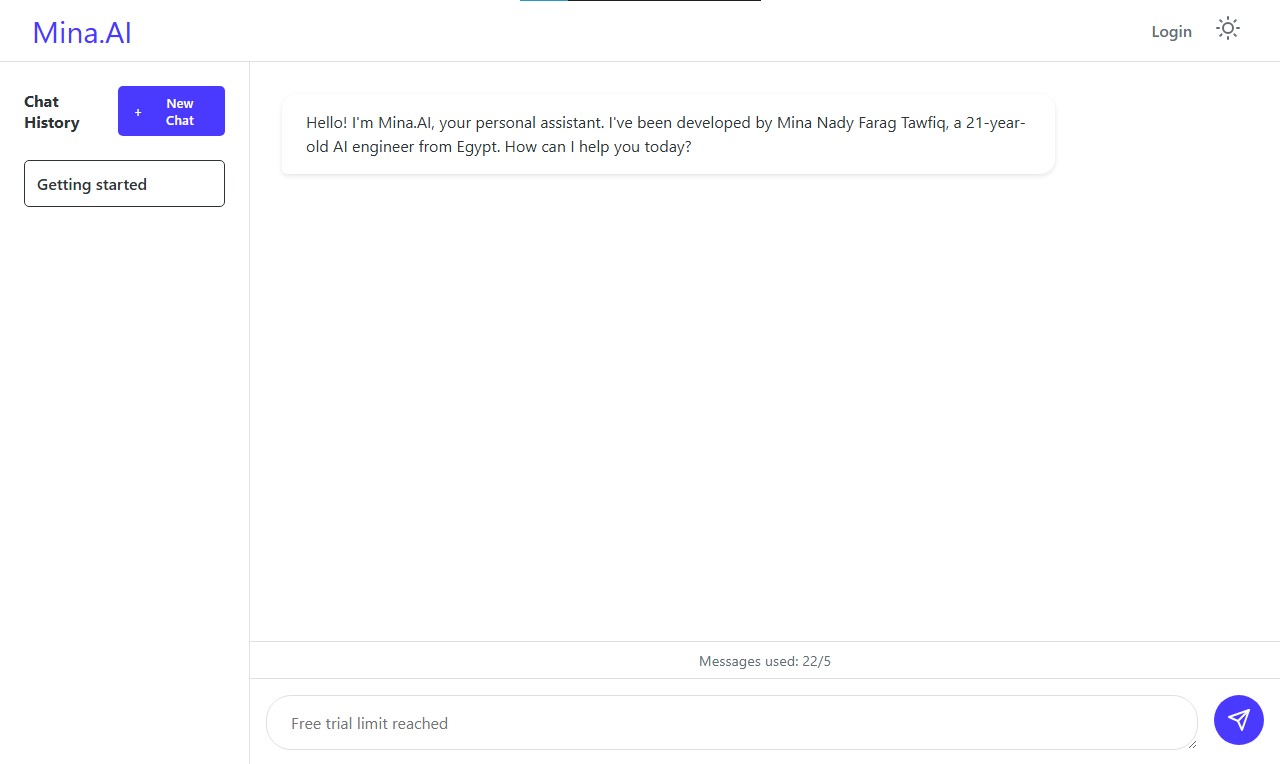 Mina.AI
Login
Chat
History
+ New
Chat
Getting started
Hello! I'm Mina.AI, your personal assistant. I've been developed by Mina Nady Farag Tawfiq, a 21-year-
old AI engineer from Egypt. How can I help you today?
Messages used: 22/5
Free trial limit reached